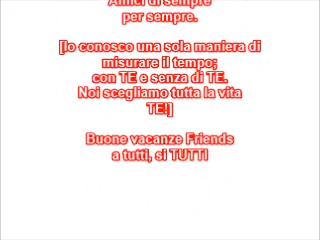 Amici di sempre
per sempre.
[Io conosco una sola maniera di
misurare il tempo;
con TE e senza di TE.
Noi scegliamo tutta la vita
TE!]
Buone vacanze Friends
a tutti, si TUTTI